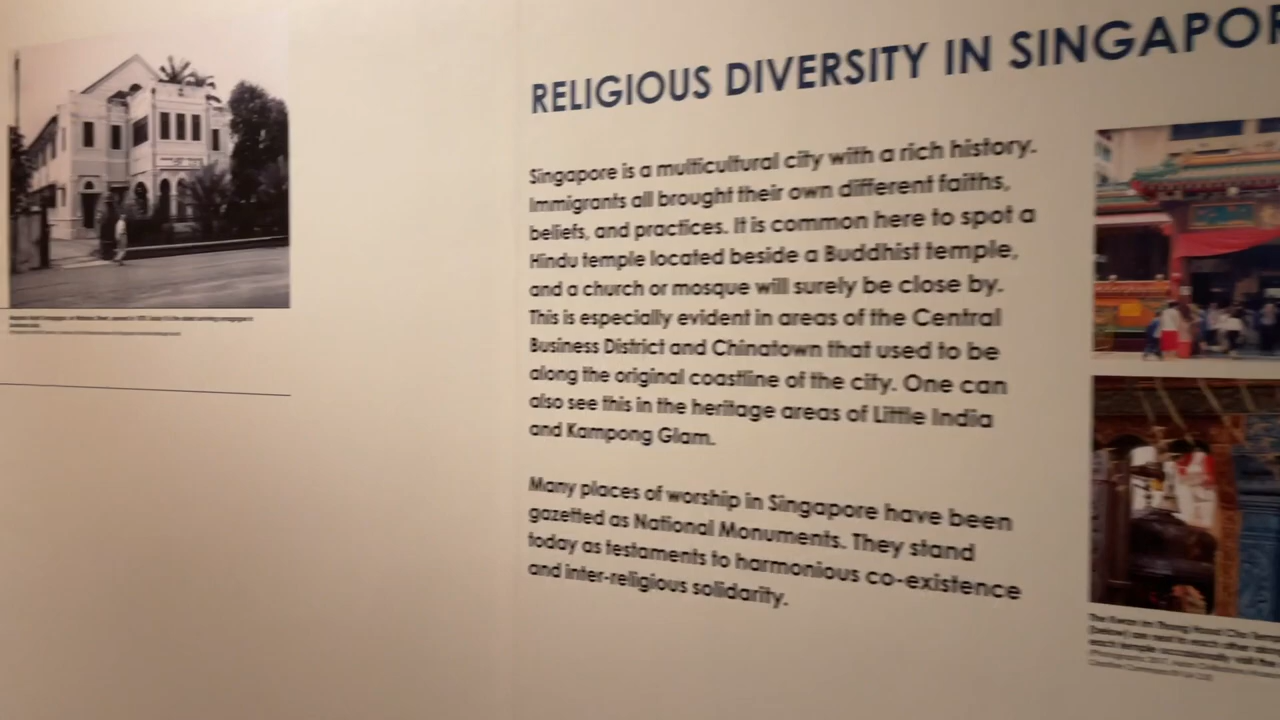 RELIGIOUS DIVERSITY IN SINGAPOR
Singapore is a multicultural city with a rich history.
Immigrants all brought their own different faiths,
beliefs, and practices. It is common here to spot a
Hindu temple located beside a Buddhist temple,
and a church or mosque will surely be close by.
This is especially evident in areas of the Central
Business District and Chinatown that used to be
along the original coastline of the city. One can
also see this in the heritage areas of Little India
and Kampong Glam.
Many places of worship in Singapore have been
gazetted as National Monuments. They stand
today as testaments to harmonious co-existence
and inter-religious solidarity.